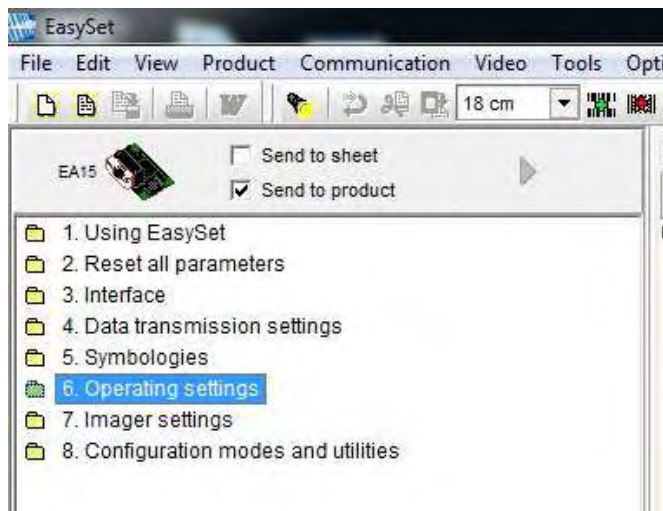 EasySet
File Edit View Product Communication Video Tools Opti
18 cm
EA15
Send to sheet
Send to product
1. Using EasySet
2. Reset all parameters
3. Interface
4. Data transmission settings
5. Symbologies
6. Operating settings
7. Imager settings
8. Configuration modes and utilities